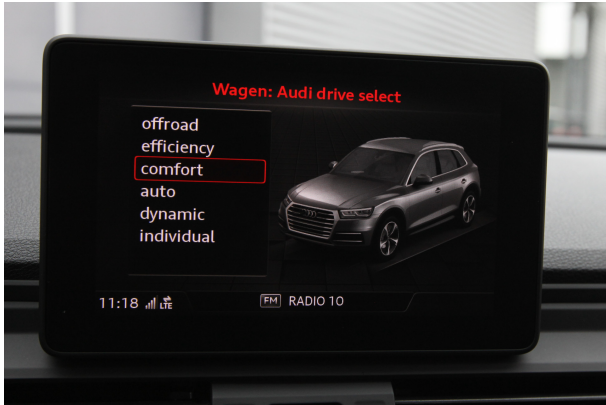 Wagen: Audi drive select
offroad
efficiency
comfort
auto
dynamic
individual
11:18 LTE FM RADIO 10